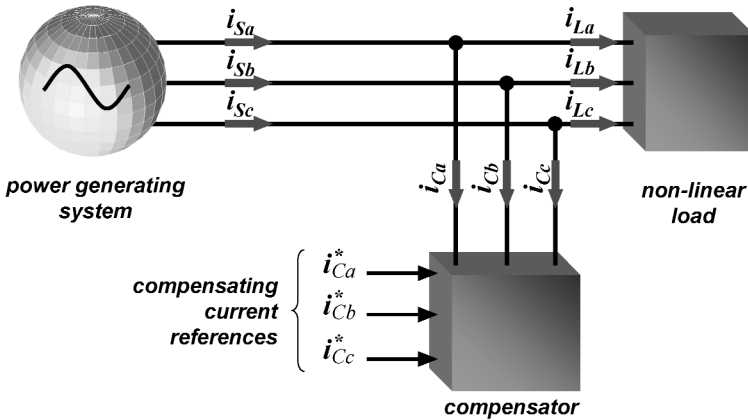 i_Sa
i_La
i_Sb
i_Lb
i_Sc
i_Lc
power generating
system
i_Ca
i_Cb
i_Cc
non-linear
load
compensating
current
references
i*_Ca
i*_Cb
i*_Cc
compensator